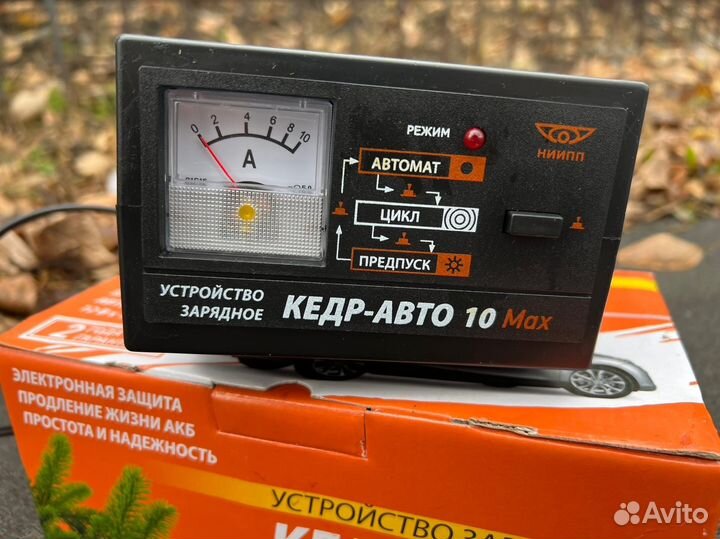 0 2 4 6 8 10
A
РЕЖИМ
НИИПП
АВТОМАТ
ЦИКЛ
ПРЕДПУСК
УСТРОЙСТВО
ЗАРЯДНОЕ
КЕДР-АВТО 10 Max
ЭЛЕКТРОННАЯ ЗАЩИТА
ПРОДЛЕНИЕ ЖИЗНИ АКБ
ПРОСТОТА И НАДЕЖНОСТЬ
УСТРОЙСТВО
Avito